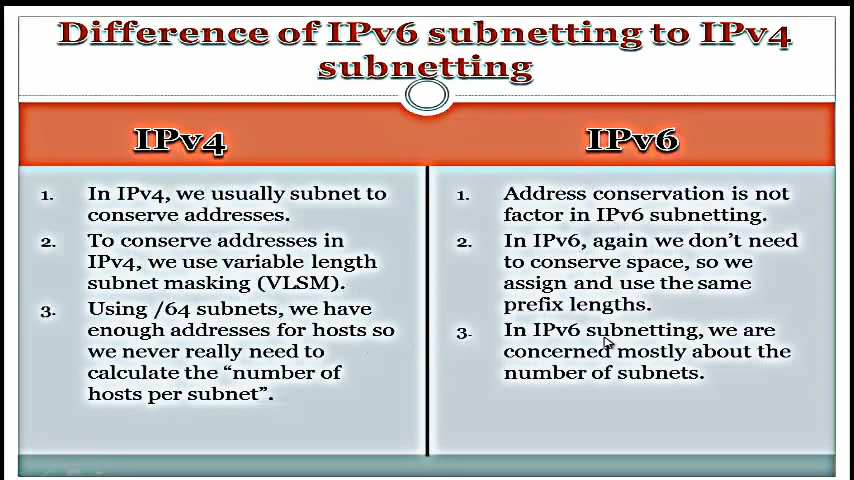 Difference of IPv6 subnetting to IPv4
subnetting
IPv4
1. In IPv4, we usually subnet to
conserve addresses.
2. To conserve addresses in
IPv4, we use variable length
subnet masking (VLSM).
3. Using /64 subnets, we have
enough addresses for hosts so
we never really need to
calculate the “number of
hosts per subnet”.
IPv6
1. Address conservation is not
factor in IPv6 subnetting.
2. In IPv6, again we don’t need
to conserve space, so we
assign and use the same
prefix lengths.
3. In IPv6 subnetting, we are
concerned mostly about the
number of subnets.